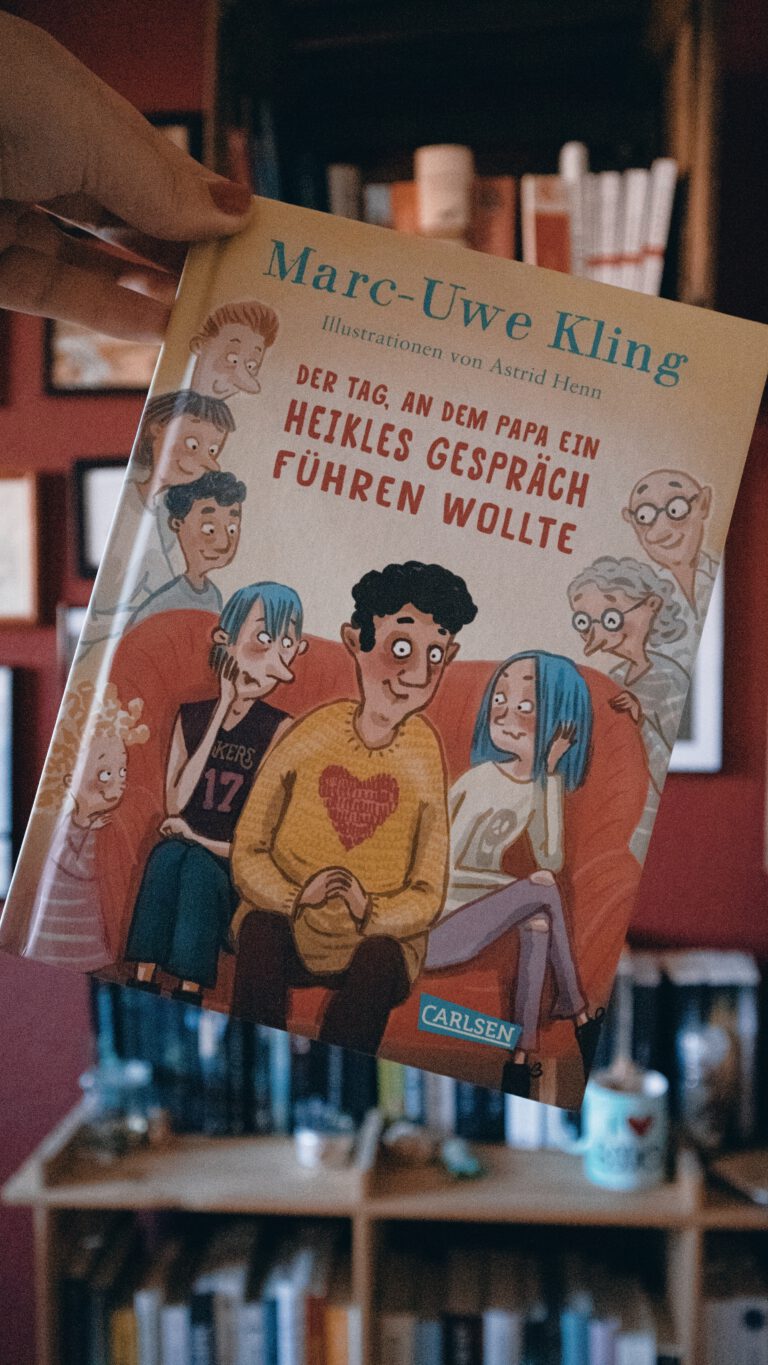 Marc-Uwe Kling
Illustrationen von Astrid Henn
DER TAG, AN DEM PAPA EIN
HEIKLES GESPRÄCH
FÜHREN WOLLTE
KERS
17
CARLSEN
I